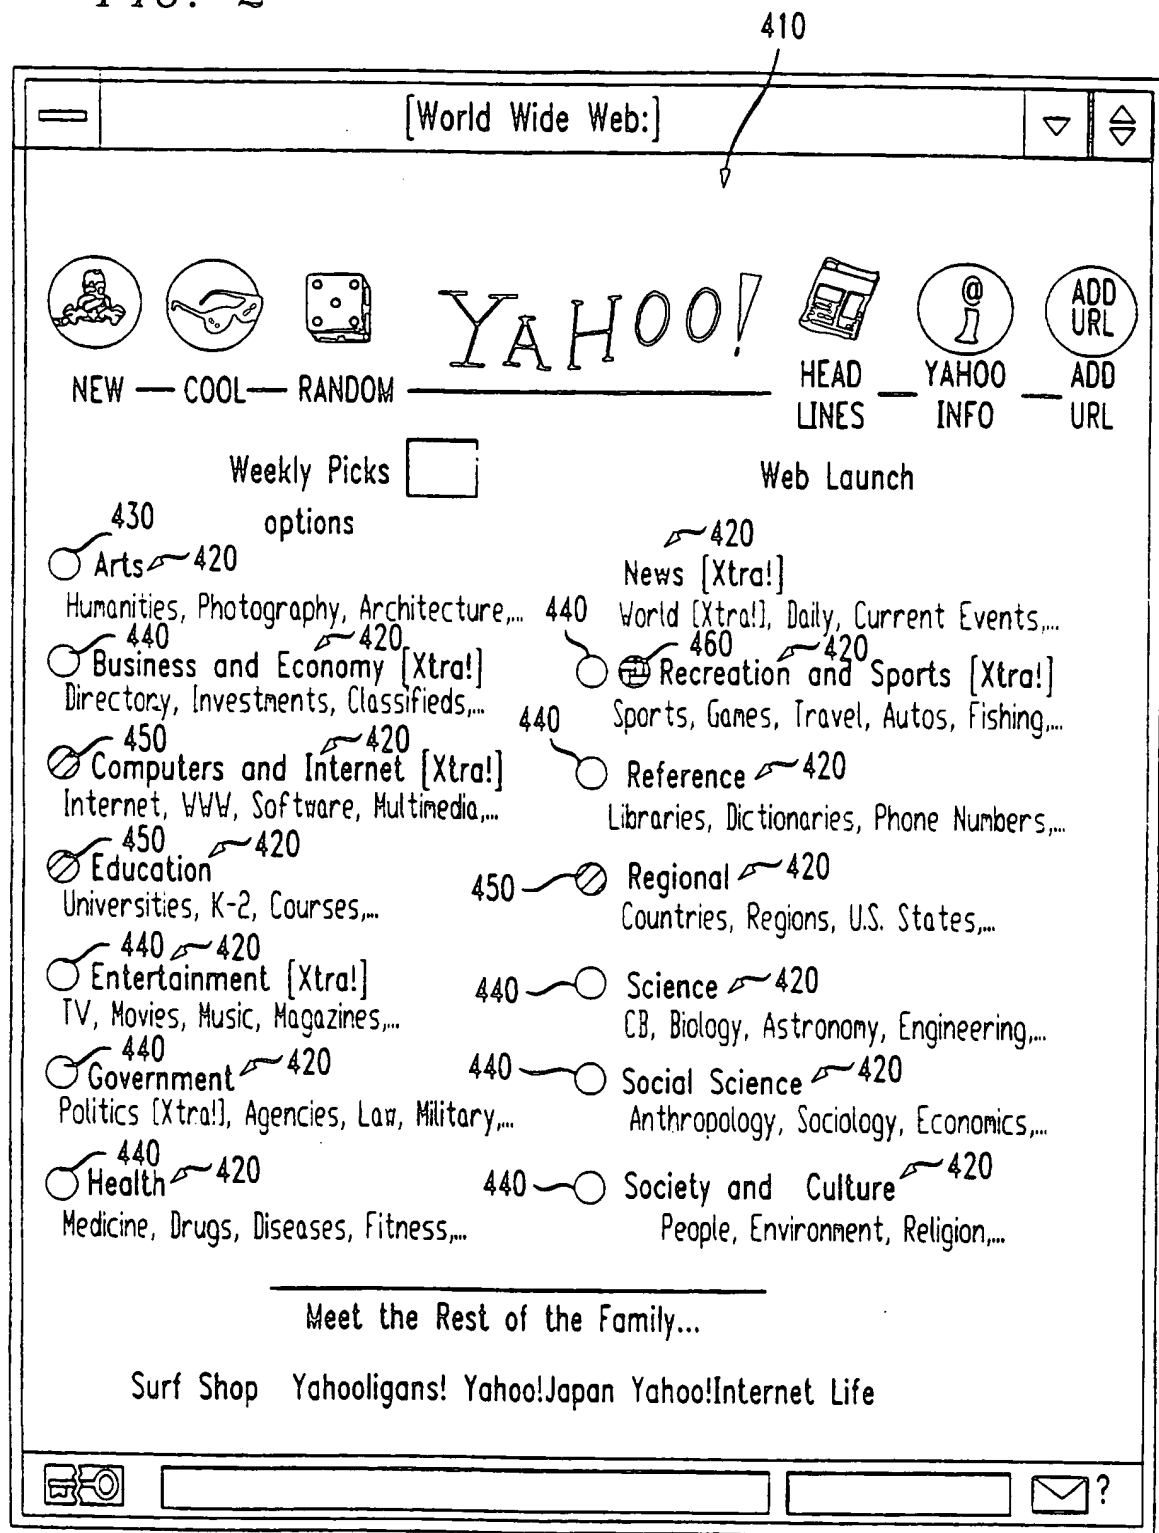 FIG. 2
410
[World Wide Web:]
YAHOO!
@
i
ADD
URL
NEW — COOL — RANDOM
HEAD
LINES
YAHOO
INFO
ADD
URL
Weekly Picks
options
Web Launch
430
Arts 420
Humanities, Photography, Architecture,...
440 420
Business and Economy [Xtra!]
Directory, Investments, Classifieds,...
450 420
Computers and Internet [Xtra!]
Internet, WWW, Software, Multimedia,...
450 420
Education
Universities, K-2, Courses,...
440 420
Entertainment [Xtra!]
TV, Movies, Music, Magazines,...
440
Government 420
Politics [Xtra!], Agencies, Law, Military,...
440
Health 420
Medicine, Drugs, Diseases, Fitness,...
420
News [Xtra!]
World [Xtra!], Daily, Current Events,...
440 460 420
Recreation and Sports [Xtra!]
Sports, Games, Travel, Autos, Fishing,...
440
Reference 420
Libraries, Dictionaries, Phone Numbers,...
450 Regional 420
Countries, Regions, U.S. States,...
440 Science 420
CB, Biology, Astronomy, Engineering,...
440 Social Science 420
Anthropology, Sociology, Economics,...
440 Society and Culture 420
People, Environment, Religion,...
Meet the Rest of the Family...
Surf Shop Yahooligans! Yahoo!Japan Yahoo!Internet Life
?